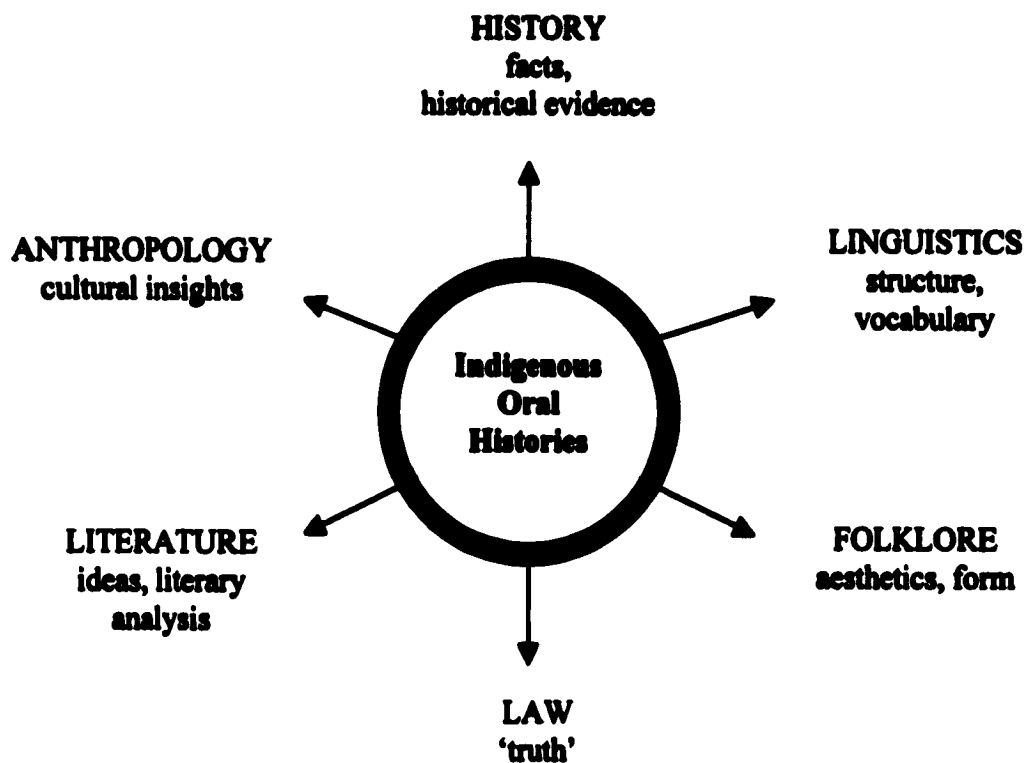 HISTORY
facts,
historical evidence
ANTHROPOLOGY
cultural insights
LINGUISTICS
structure,
vocabulary
Indigenous
Oral
Histories
LITERATURE
ideas, literary
analysis
FOLKLORE
aesthetics, form
LAW
‘truth’